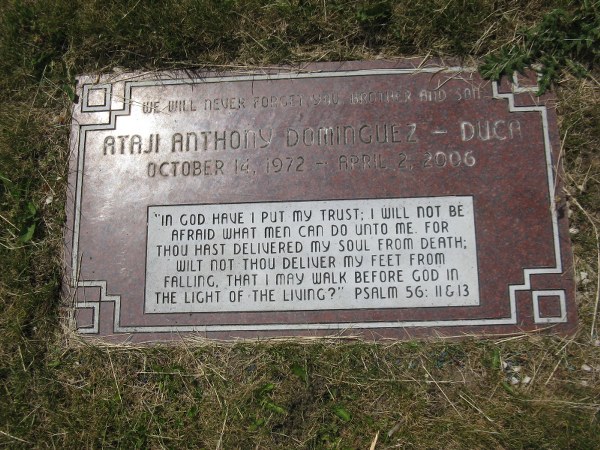 WE WILL NEVER FORGET YOU BROTHER AND SON
ATAJI ANTHONY DOMINGUEZ - DUCA
OCTOBER 14, 1972 - APRIL 2, 2006
"IN GOD HAVE I PUT MY TRUST; I WILL NOT BE
AFRAID WHAT MEN CAN DO UNTO ME. FOR
THOU HAST DELIVERED MY SOUL FROM DEATH;
WILT NOT THOU DELIVER MY FEET FROM
FALLING, THAT I MAY WALK BEFORE GOD IN
THE LIGHT OF THE LIVING?" PSALM 56: 11&13